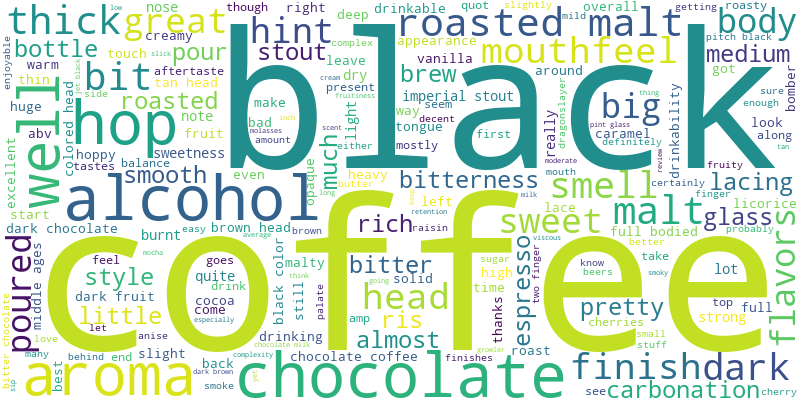 low
nose
though
right
drinkable
quot
slightly
mild
getting
roasty
thick
great
hint
deep
roasted malt
overall
body
enjoyable
creamy
touch
pour
stout
complex
leave
appearance
pitch black
bottle
warm
thin
slick
jet black
aftertaste
tan head
vanilla
mouthfeel
medium
bit
side
roasted
dry
cream
brew
around
got
sure
huge
colored head
note
make
present
fruitiness
way
imperial stout
seem
big
thing
enough
bomber
hop
bad
inch
light
tongue
decent
first
dragonslayer
pint glass
drinkability
look
abv
fruit
amount
molasses
either
mostly
really
caramel
definitely
along
well
hoppy
tastes
balance
sweetness
scent
much
black
review
moderate
tan
fruity
excellent
start
smooth
even
opaque
long
heavy
butter
bitterness
mouth
smell
certainly
finger
lacing
alcohol
left
milk
lace
malt
glass
licorice
dark chocolate
burnt
easy
brown head
brown
rich
raisin
retention
sweet
full bodied
better
probably
flavors
poured
middle ages
feel
average
goes
malty
bitter
sugar
viscous
know
take
mocha
style
quite
black color
still
solid
high
espresso
two finger
beers
smoky
lot
coffee
dark fruit
cocoa
drink
think
going
palate
head
time
pretty
top
full
bitter chocolate
little
come
especially
amp
ris
thanks
cherries
small
strong
love
let
anise
drinking
almost
roast
stuff
many
behind
end
slight
complexity
chocolate milk
chocolate coffee
finishes
growler
best
back
dark brown
yet
finish
dark
sip
aroma
smoke
chocolate
see
carbonation
cherry